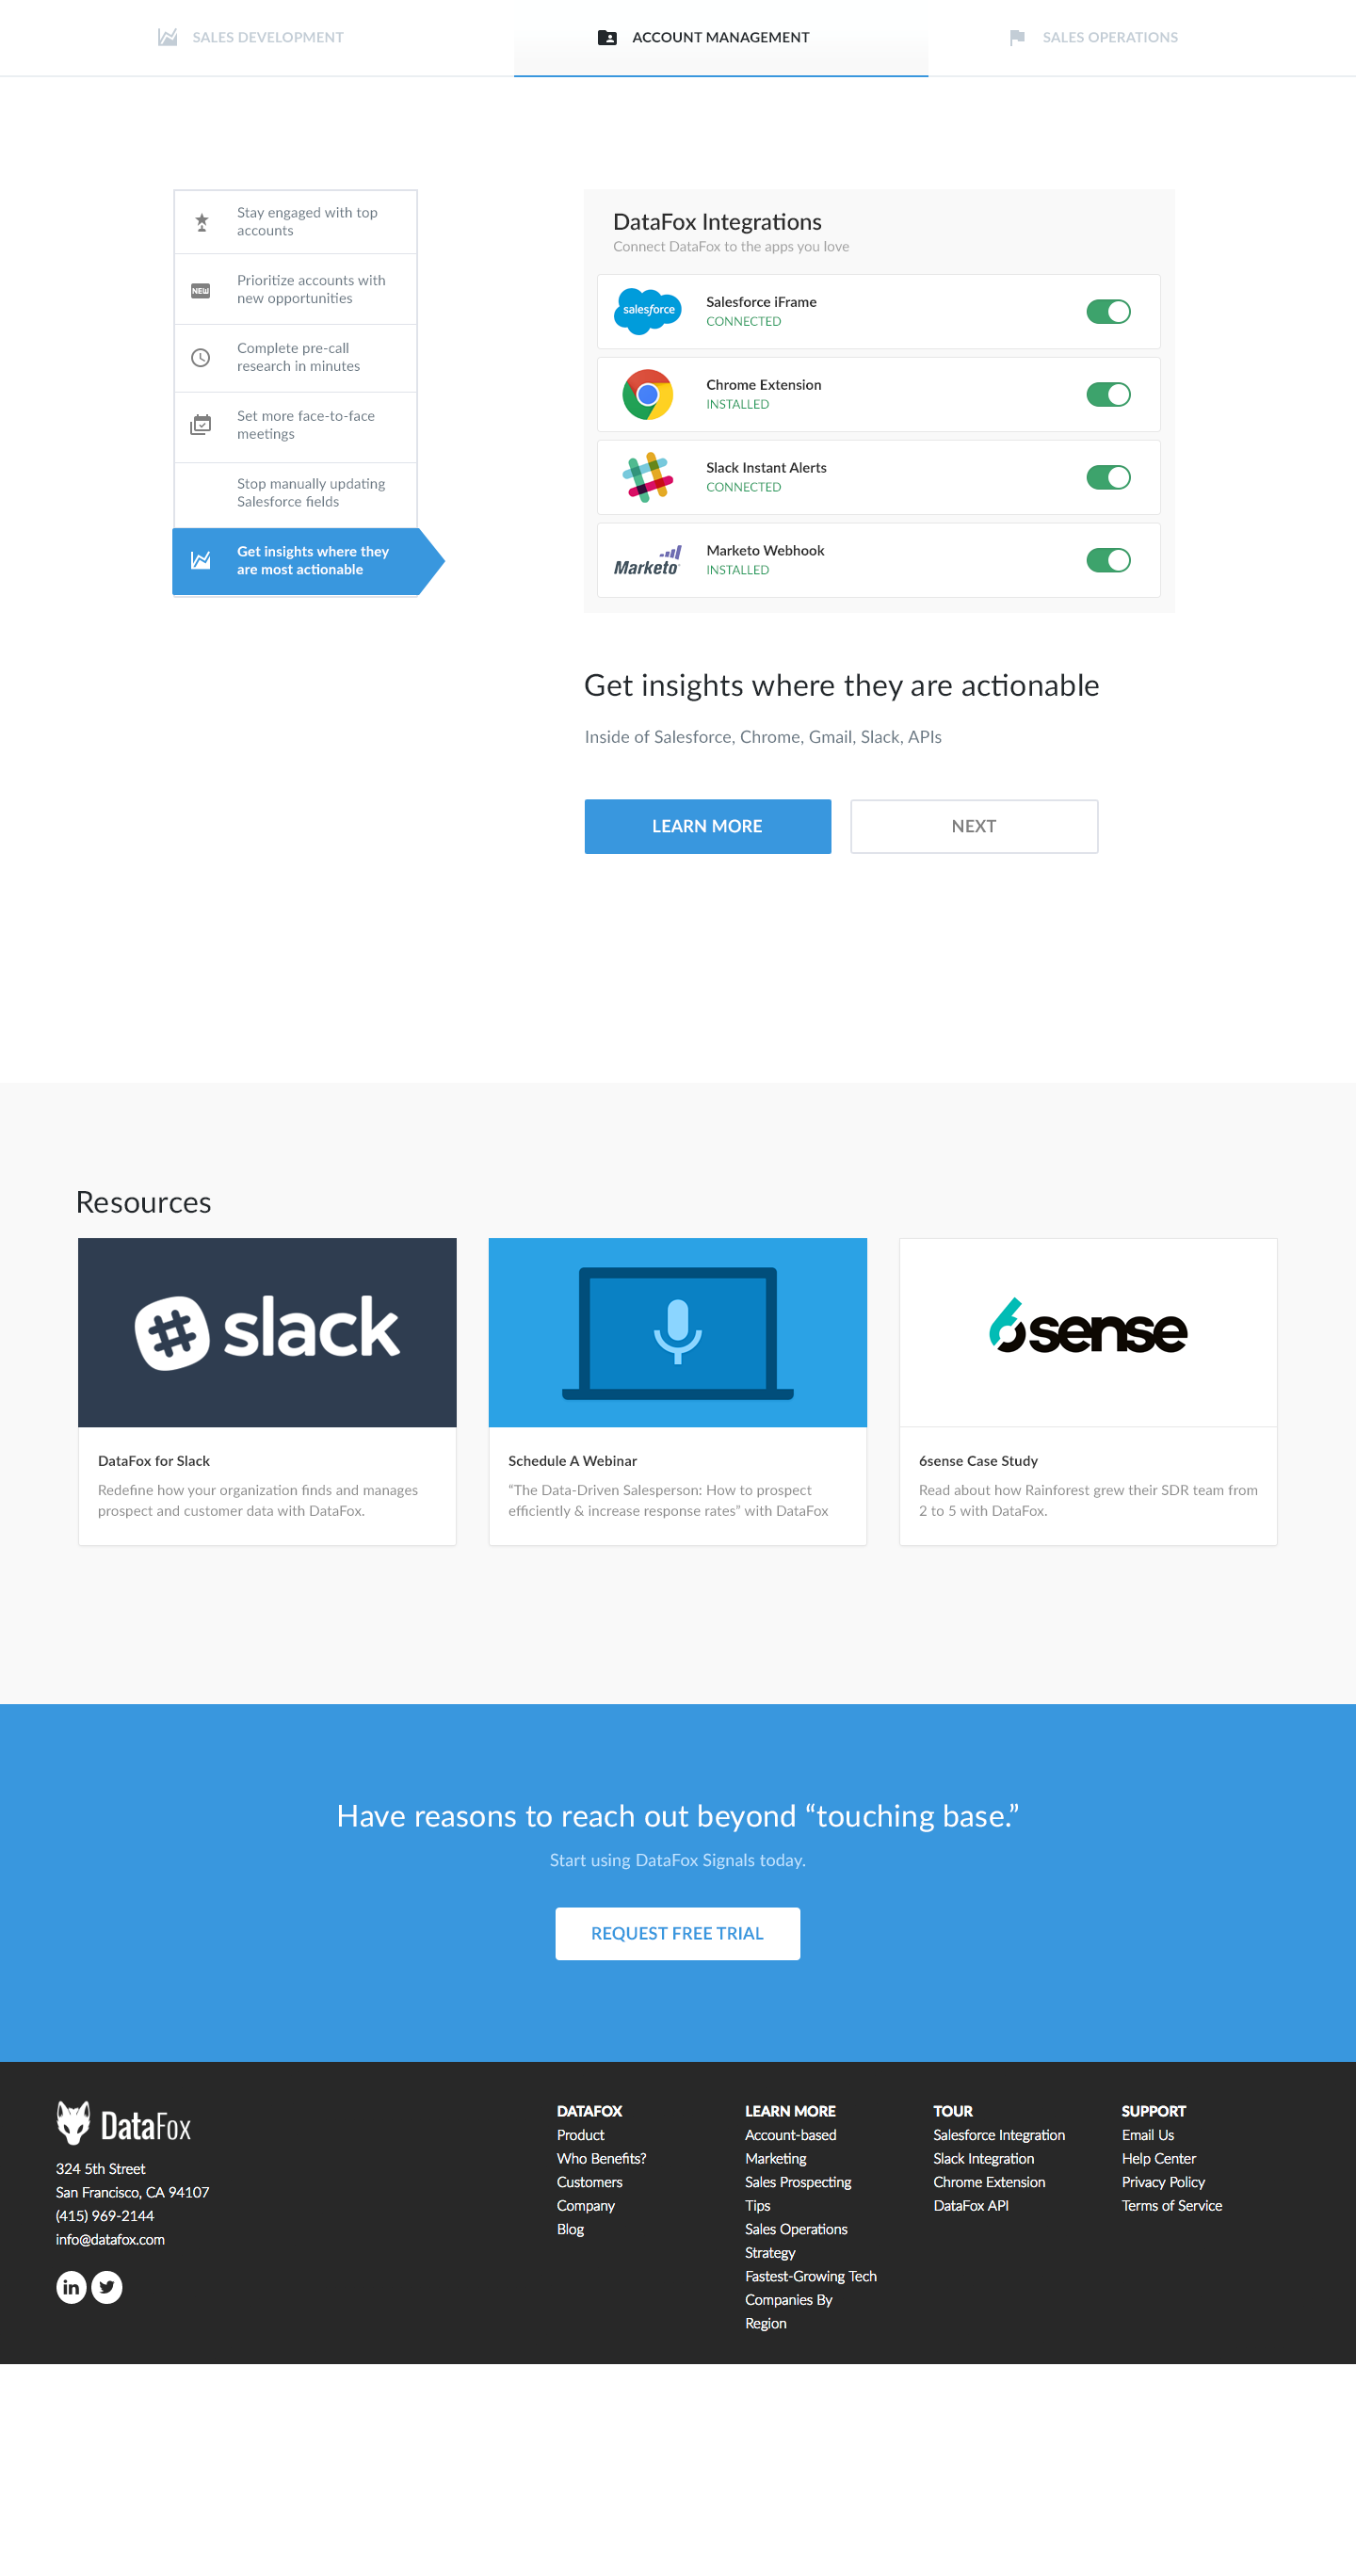 SALES DEVELOPMENT
ACCOUNT MANAGEMENT
SALES OPERATIONS
Stay engaged with top
accounts
NEW
Prioritize accounts with
new opportunities
Complete pre-call
research in minutes
Set more face-to-face
meetings
Stop manually updating
Salesforce fields
Get insights where they
are most actionable
DataFox Integrations
Connect DataFox to the apps you love
salesforce
Salesforce iFrame
CONNECTED
Chrome Extension
INSTALLED
Slack Instant Alerts
CONNECTED
Marketo
Marketo Webhook
INSTALLED
Get insights where they are actionable
Inside of Salesforce, Chrome, Gmail, Slack, APIs
LEARN MORE
NEXT
Resources
slack
DataFox for Slack
Redefine how your organization finds and manages
prospect and customer data with DataFox.
Schedule A Webinar
“The Data-Driven Salesperson: How to prospect
efficiently & increase response rates” with DataFox
6sense
6sense Case Study
Read about how Rainforest grew their SDR team from
2 to 5 with DataFox.
Have reasons to reach out beyond “touching base.”
Start using DataFox Signals today.
REQUEST FREE TRIAL
DataFox
324 5th Street
San Francisco, CA 94107
(415) 969-2144
info@datafox.com
in
DATAFOX
Product
Who Benefits?
Customers
Company
Blog
LEARN MORE
Account-based
Marketing
Sales Prospecting
Tips
Sales Operations
Strategy
Fastest-Growing Tech
Companies By
Region
TOUR
Salesforce Integration
Slack Integration
Chrome Extension
DataFox API
SUPPORT
Email Us
Help Center
Privacy Policy
Terms of Service